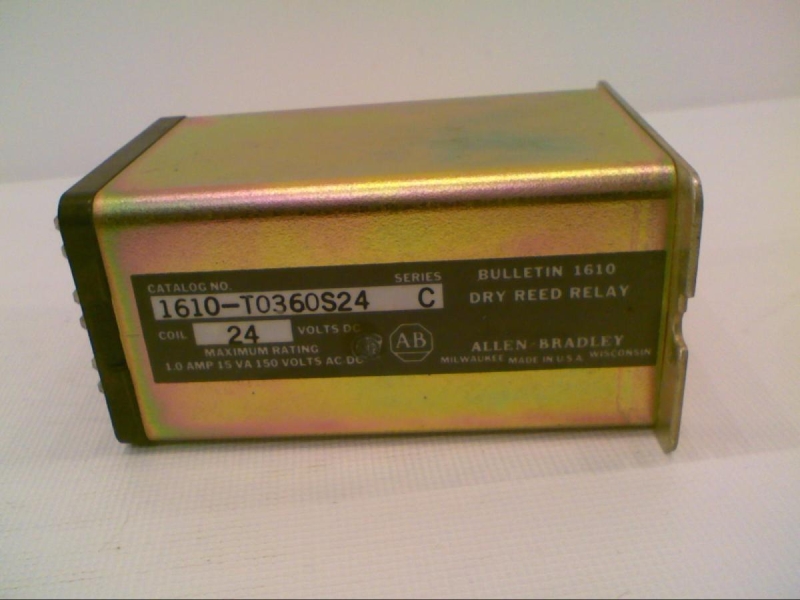 CATALOG NO. SERIES
1610-T0360S24 C
COIL 24 VOLTS DC
MAXIMUM RATING
1.0 AMP 15 VA 150 VOLTS AC.DC
AB
BULLETIN 1610
DRY REED RELAY
ALLEN-BRADLEY
MILWAUKEE MADE IN U.S.A. WISCONSIN